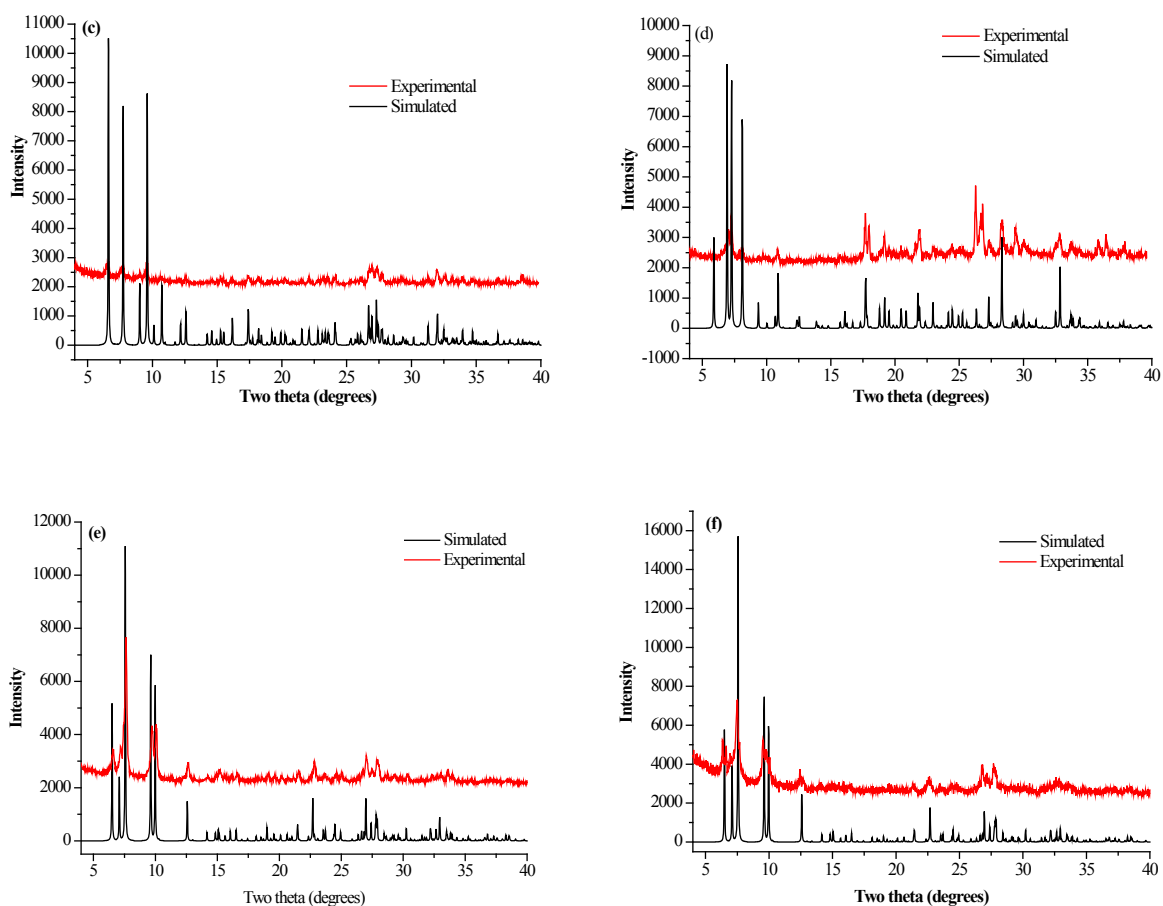 (c)
11000
10000
9000
8000
7000
6000
5000
4000
3000
2000
1000
0
Intensity
Experimental
Simulated
5 10 15 20 25 30 35 40
Two theta (degrees)
(d)
10000
9000
8000
7000
6000
5000
4000
3000
2000
1000
0
-1000
Intensity
Experimental
Simulated
5 10 15 20 25 30 35 40
Two theta (degrees)
(e)
12000
10000
8000
6000
4000
2000
0
Intensity
Simulated
Experimental
5 10 15 20 25 30 35 40
Two theta (degrees)
(f)
16000
14000
12000
10000
8000
6000
4000
2000
0
Intensity
Simulated
Experimental
5 10 15 20 25 30 35 40
Two theta (degrees)